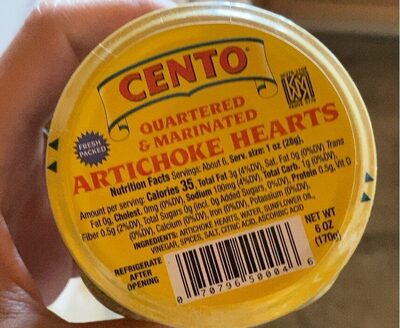 CENTO®
QUARTERED
& MARINATED
ARTICHOKE HEARTS
FRESH
PACKED
KM
Nutrition Facts Servings: About 6, Serv. size: 1 oz (28g),
Amount per serving: Calories 35, Total Fat 3g (4%DV), Sat. Fat 0g (0%DV), Trans
Fat 0g, Cholest. 0mg (0%DV), Sodium 100mg (4%DV), Total Carb. 1g (0%DV),
Fiber 0.5g (2%DV), Total Sugars 0g (Incl. 0g Added Sugars, 0%DV), Protein 0.5g, Vit. D
(0%DV), Calcium (0%DV), Iron (0%DV), Potassium (0%DV).
INGREDIENTS: ARTICHOKE HEARTS, WATER, SUNFLOWER OIL,
VINEGAR, SPICES, SALT, CITRIC ACID, ASCORBIC ACID
REFRIGERATE
AFTER
OPENING
NET WT
6 OZ
(170g)
0 70796 50004 6